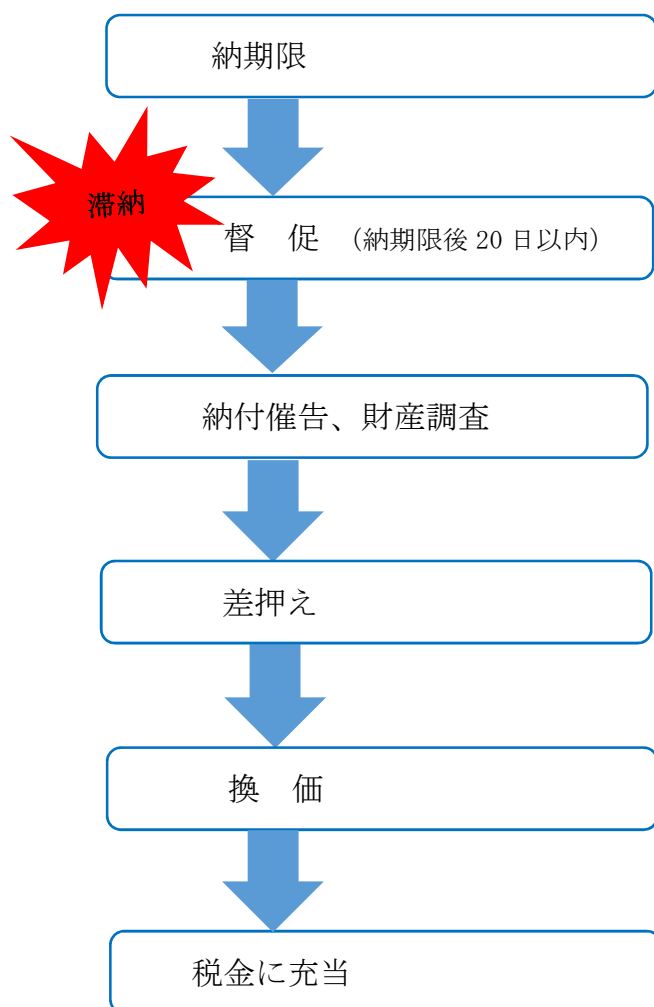 納期限
滞納
督　促　（納期限後 20 日以内）
納付催告、財産調査
差押え
換　価
税金に充当